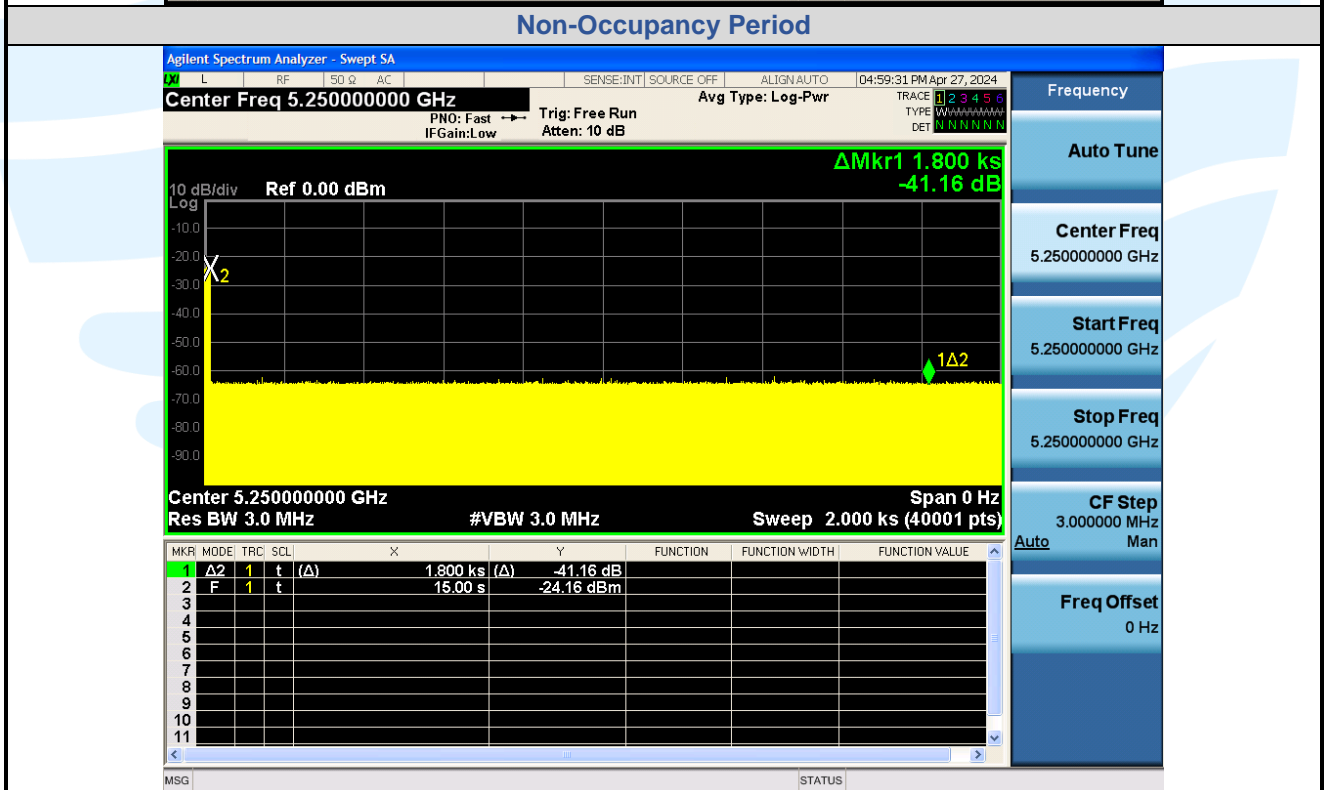 Non-Occupancy Period
Agilent Spectrum Analyzer - Swept SA
LXI L RF 50 Ω AC SENSE:INT SOURCE OFF ALIGN AUTO 04:59:31 PM Apr 27, 2024
Center Freq 5.250000000 GHz
PNO: Fast
IFGain:Low
Trig: Free Run
Atten: 10 dB
Avg Type: Log-Pwr
TRACE 1 2 3 4 5 6
TYPE WWWWWW
DET N N N N N N
ΔMkr1 1.800 ks
-41.16 dB
10 dB/div Ref 0.00 dBm
Log
-10.0
-20.0
-30.0
-40.0
-50.0
-60.0
-70.0
-80.0
-90.0
X2
1Δ2
Center 5.250000000 GHz Span 0 Hz
Res BW 3.0 MHz #VBW 3.0 MHz Sweep 2.000 ks (40001 pts)
MKR MODE TRC SCL X Y FUNCTION FUNCTION WIDTH FUNCTION VALUE
1 Δ2 1 t (Δ) 1.800 ks (Δ) -41.16 dB
2 F 1 t 15.00 s -24.16 dBm
3
4
5
6
7
8
9
10
11
MSG STATUS
Frequency
Auto Tune
Center Freq
5.250000000 GHz
Start Freq
5.250000000 GHz
Stop Freq
5.250000000 GHz
CF Step
3.000000 MHz
Auto Man
Freq Offset
0 Hz